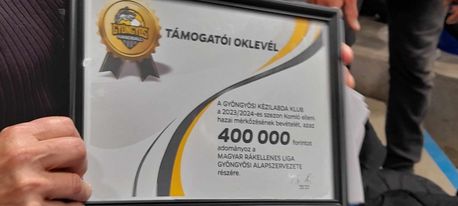 GYÖNGYÖS
TÁMOGATÓI OKLEVÉL
A GYÖNGYÖSI KÉZILABDA KLUB
a 2023/2024-es szezon Komló elleni
hazai mérkőzésének bevételét, azaz
400 000 forintot
adományoz a
MAGYAR RÁKELLENES LIGA
GYÖNGYÖSI ALAPSZERVEZETE
részére.